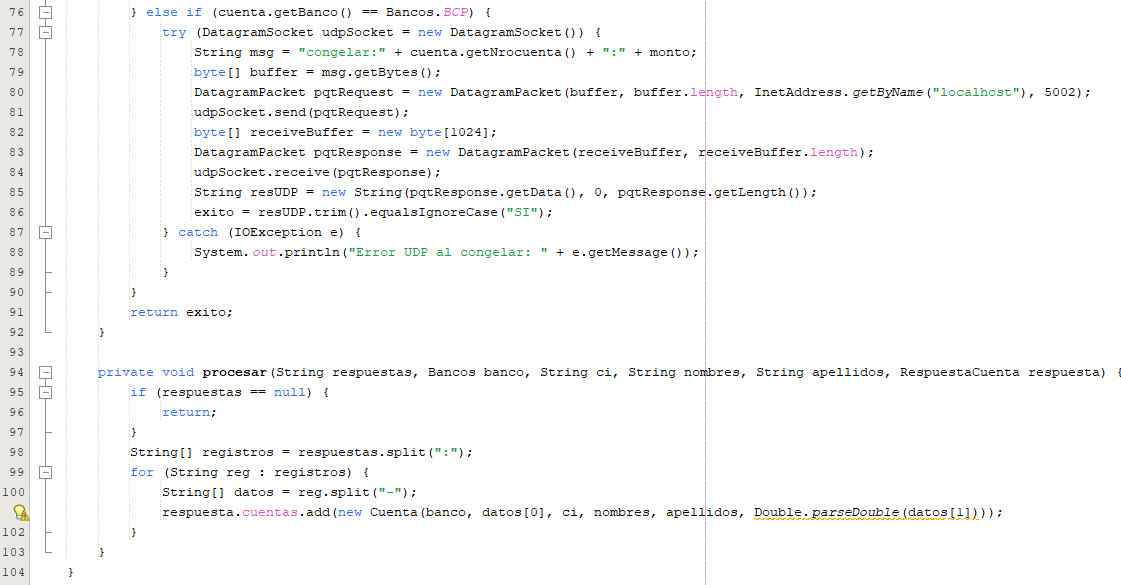 76 } else if (cuenta.getBanco() == Bancos.BCP) {
77 try (DatagramSocket udpSocket = new DatagramSocket()) {
78 String msg = "congelar:" + cuenta.getNrocuenta() + ":" + monto;
79 byte[] buffer = msg.getBytes();
80 DatagramPacket pqtRequest = new DatagramPacket(buffer, buffer.length, InetAddress.getByName("localhost"), 5002);
81 udpSocket.send(pqtRequest);
82 byte[] receiveBuffer = new byte[1024];
83 DatagramPacket pqtResponse = new DatagramPacket(receiveBuffer, receiveBuffer.length);
84 udpSocket.receive(pqtResponse);
85 String resUDP = new String(pqtResponse.getData(), 0, pqtResponse.getLength());
86 exito = resUDP.trim().equalsIgnoreCase("SI");
87 } catch (IOException e) {
88 System.out.println("Error UDP al congelar: " + e.getMessage());
89 }
90 }
91 return exito;
92 }
93
94 private void procesar(String respuestas, Bancos banco, String ci, String nombres, String apellidos, RespuestaCuenta respuesta) {
95 if (respuestas == null) {
96 return;
97 }
98 String[] registros = respuestas.split(":");
99 for (String reg : registros) {
100 String[] datos = reg.split("-");
respuesta.cuentas.add(new Cuenta(banco, datos[0], ci, nombres, apellidos, Double.parseDouble(datos[1])));
102 }
103 }
104 }